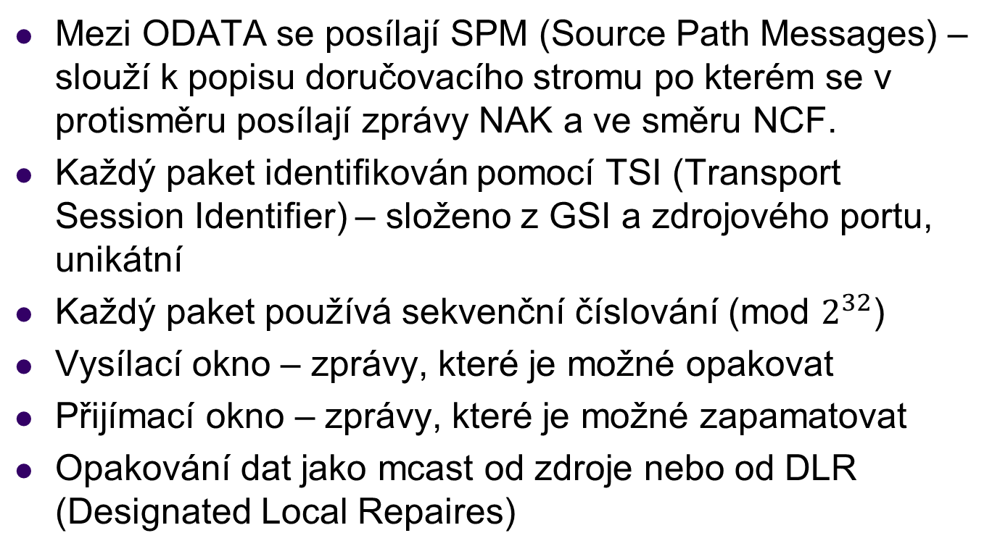 ● Mezi ODATA se posílají SPM (Source Path Messages) –
slouží k popisu doručovacího stromu po kterém se v
protisměru posílají zprávy NAK a ve směru NCF.
● Každý paket identifikován pomocí TSI (Transport
Session Identifier) – složeno z GSI a zdrojového portu,
unikátní
● Každý paket používá sekvenční číslování (mod 2³²)
● Vysílací okno – zprávy, které je možné opakovat
● Přijímací okno – zprávy, které je možné zapamatovat
● Opakování dat jako mcast od zdroje nebo od DLR
(Designated Local Repaires)